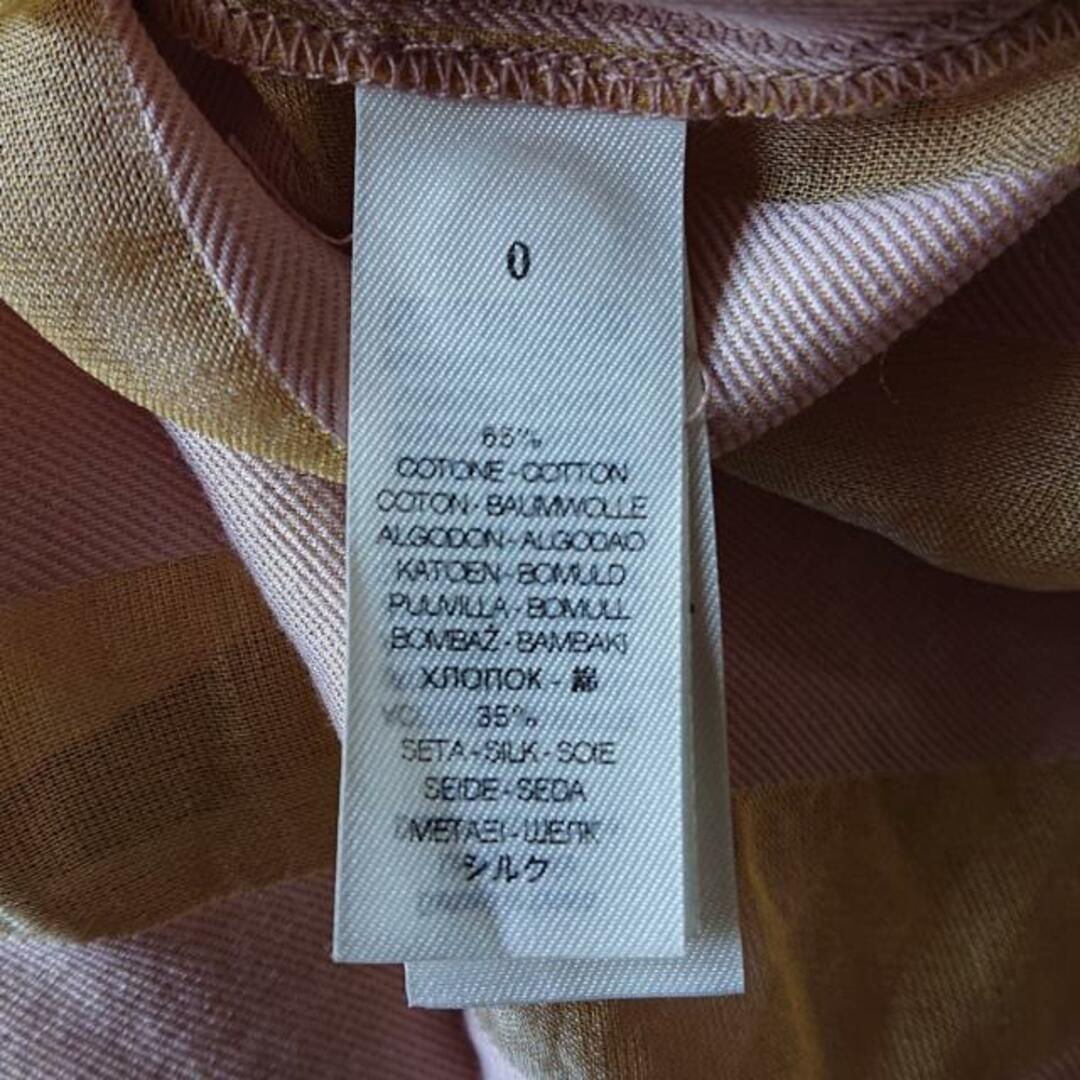 0
65%
COTONE - COTTON
COTON - BAUMWOLLE
ALGODON - ALGODAO
KATOEN - BOMULD
PUUVILLA - BOMULL
BOMBAŽ - BAMBAKI
ХЛОПОК - 綿
35%
SETA - SILK - SOIE
SEIDE - SEDA
METAEI - ШЕЛК
シルク